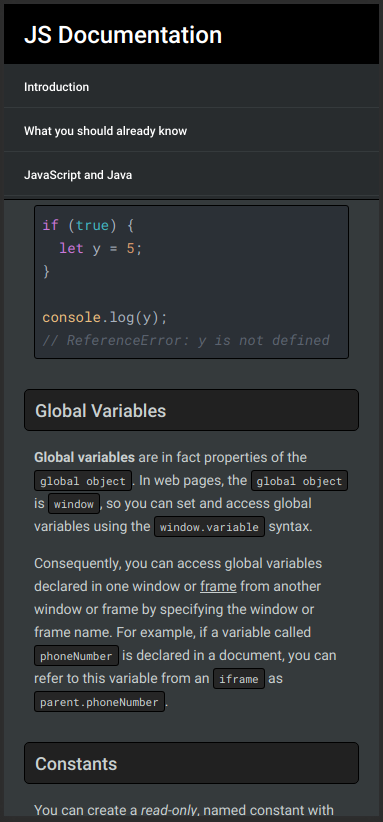 JS Documentation
Introduction
What you should already know
JavaScript and Java
if (true) {
  let y = 5;
}
console.log(y);
// ReferenceError: y is not defined
Global Variables
Global variables are in fact properties of the
global object. In web pages, the global object
is window, so you can set and access global
variables using the window.variable syntax.
Consequently, you can access global variables
declared in one window or frame from another
window or frame by specifying the window or
frame name. For example, if a variable called
phoneNumber is declared in a document, you can
refer to this variable from an iframe as
parent.phoneNumber.
Constants
You can create a read-only, named constant with